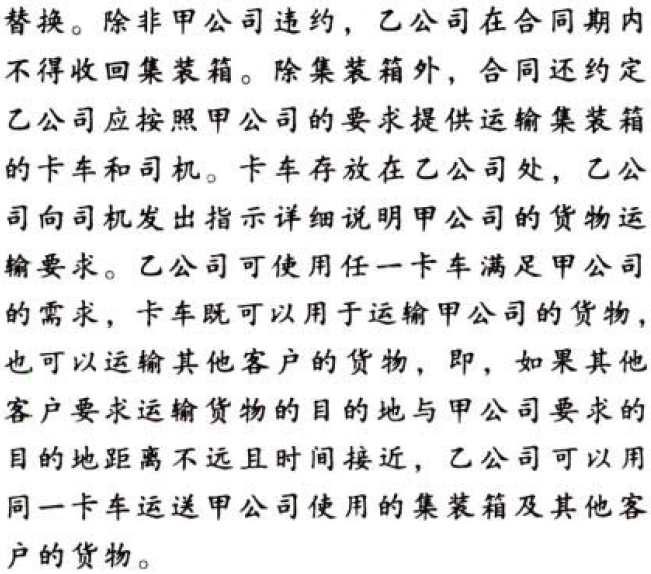 替换。除非甲公司违约，乙公司在合同期内
不得收回集装箱。除集装箱外，合同还约定
乙公司应按照甲公司的要求提供运输集装箱
的卡车和司机。卡车存放在乙公司处，乙公
司向司机发出指示详细说明甲公司的货物运
输要求。乙公司可使用任一卡车满足甲公司
的需求，卡车既可以用于运输甲公司的货物，
也可以运输其他客户的货物，即，如果其他
客户要求运输货物的目的地与甲公司要求的
目的地距离不远且时间接近，乙公司可以用
同一卡车运送甲公司使用的集装箱及其他客
户的货物。